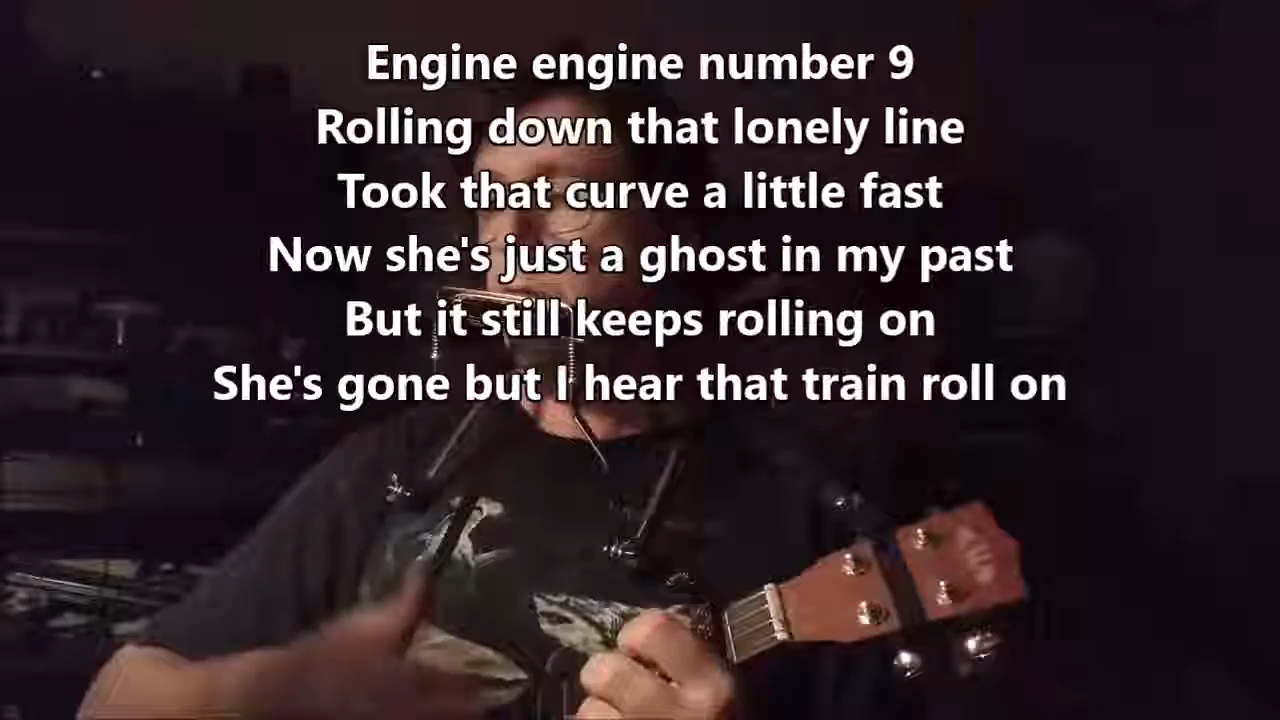 Engine engine number 9
Rolling down that lonely line
Took that curve a little fast
Now she's just a ghost in my past
But it still keeps rolling on
She's gone but I hear that train roll on